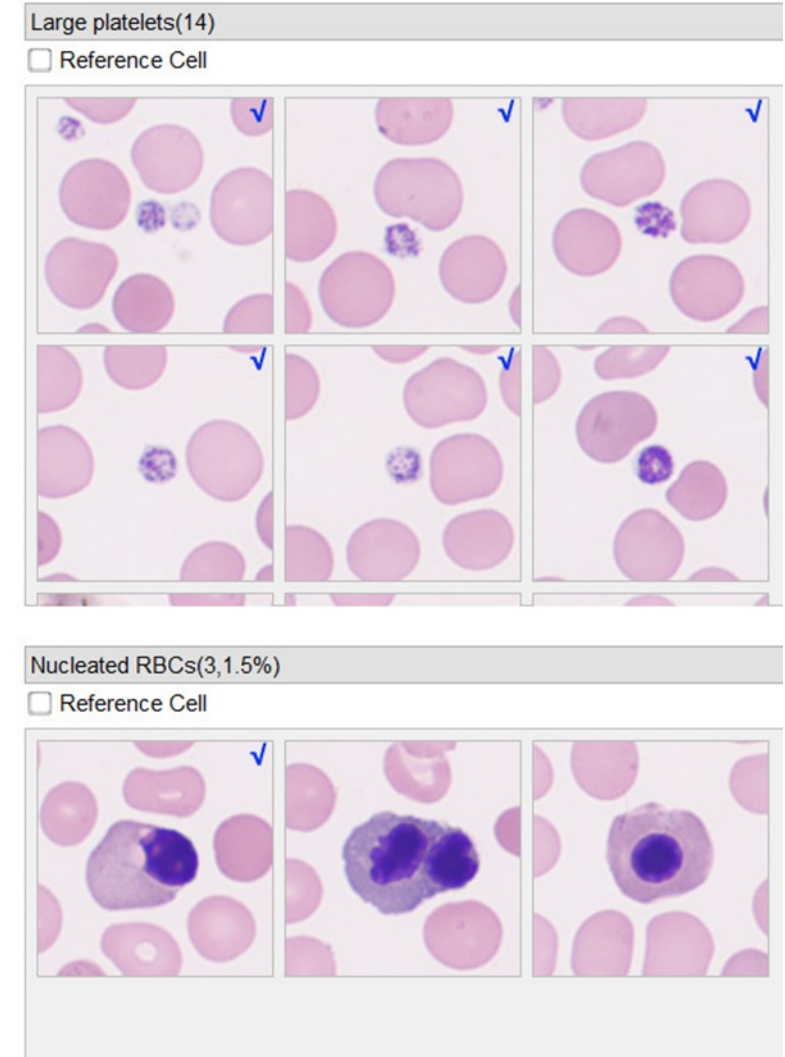 Large platelets(14)
Reference Cell
Nucleated RBCs(3,1.5%)
Reference Cell